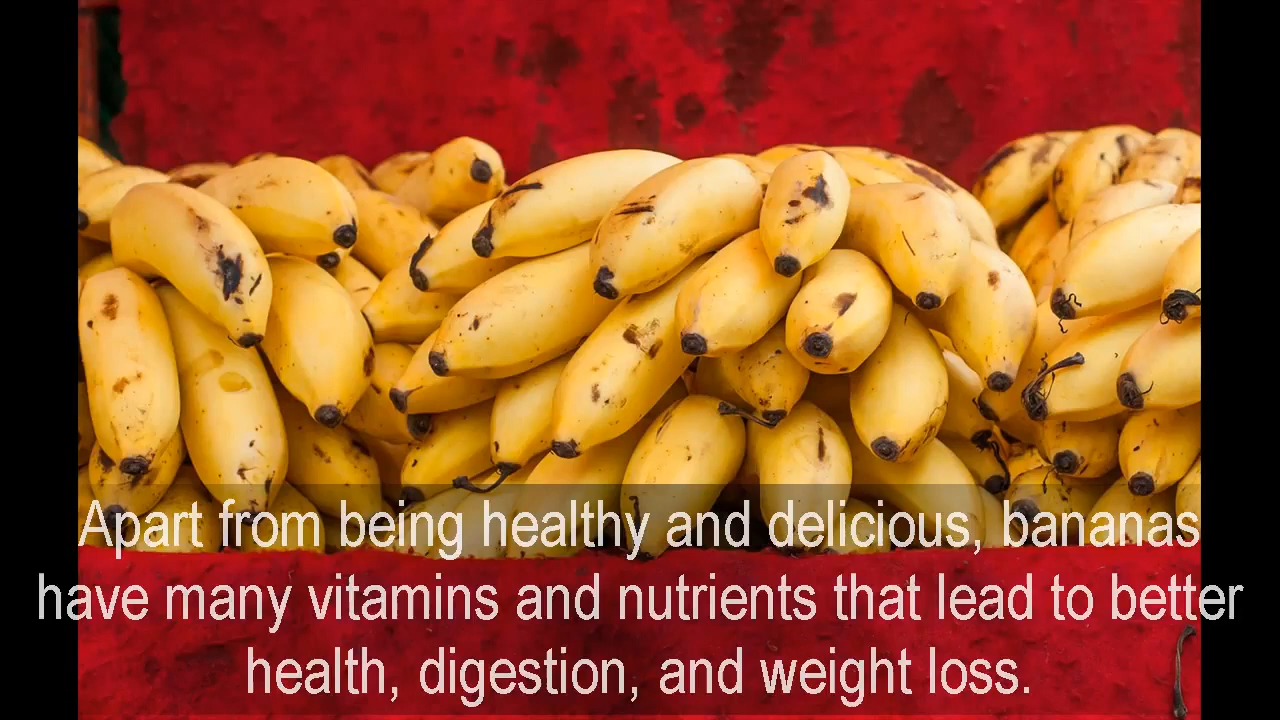 Apart from being healthy and delicious, bananas
have many vitamins and nutrients that lead to better
health, digestion, and weight loss.